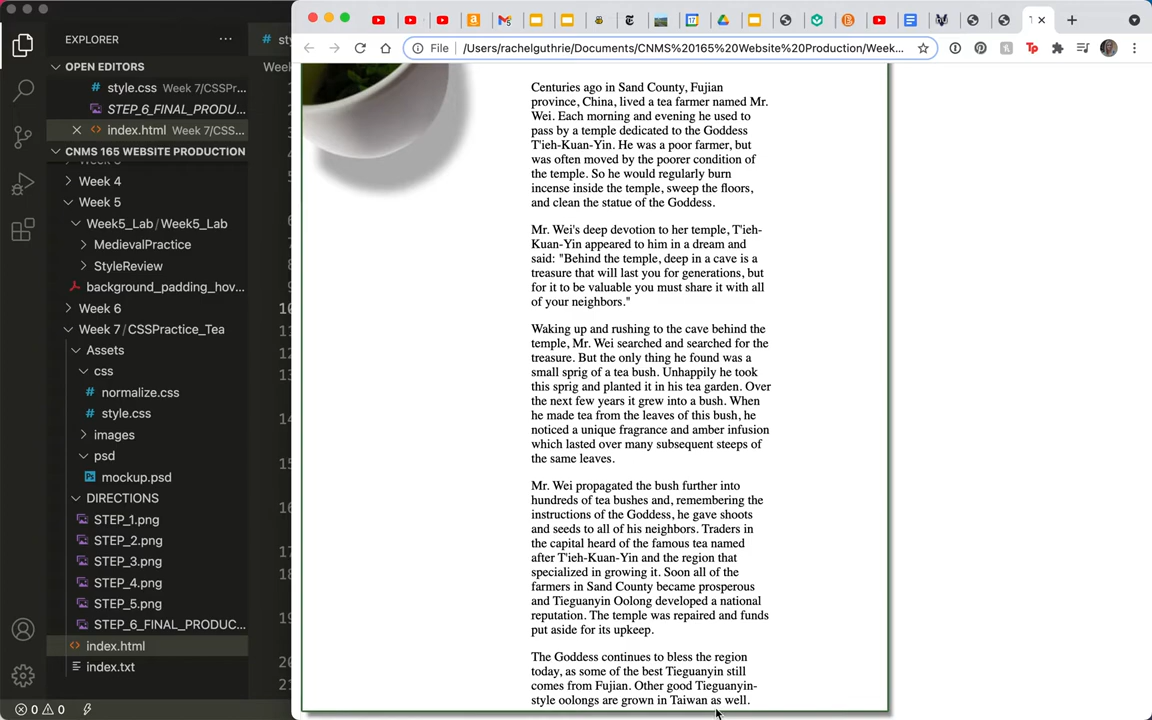 EXPLORER
OPEN EDITORS
style.css Week 7/CSSPr...
STEP_6_FINAL_PRODU...
index.html Week 7/CSS...
CNMS 165 WEBSITE PRODUCTION
Week 4
Week 5
Week5_Lab / Week5_Lab
MedievalPractice
StyleReview
background_padding_hov...
Week 6
Week 7 / CSSPractice_Tea
Assets
css
normalize.css
style.css
images
psd
mockup.psd
DIRECTIONS
STEP_1.png
STEP_2.png
STEP_3.png
STEP_4.png
STEP_5.png
STEP_6_FINAL_PRODUC...
index.html
index.txt
0 0
File /Users/rachelguthrie/Documents/CNMS%20165%20Website%20Production/Week...
Centuries ago in Sand County, Fujian
province, China, lived a tea farmer named Mr.
Wei. Each morning and evening he used to
pass by a temple dedicated to the Goddess
T'ieh-Kuan-Yin. He was a poor farmer, but
was often moved by the poorer condition of
the temple. So he would regularly burn
incense inside the temple, sweep the floors,
and clean the statue of the Goddess.
Mr. Wei's deep devotion to her temple, T'ieh-
Kuan-Yin appeared to him in a dream and
said: "Behind the temple, deep in a cave is a
treasure that will last you for generations, but
for it to be valuable you must share it with all
of your neighbors."
Waking up and rushing to the cave behind the
temple, Mr. Wei searched and searched for the
treasure. But the only thing he found was a
small sprig of a tea bush. Unhappily he took
this sprig and planted it in his tea garden. Over
the next few years it grew into a bush. When
he made tea from the leaves of this bush, he
noticed a unique fragrance and amber infusion
which lasted over many subsequent steeps of
the same leaves.
Mr. Wei propagated the bush further into
hundreds of tea bushes and, remembering the
instructions of the Goddess, he gave shoots
and seeds to all of his neighbors. Traders in
the capital heard of the famous tea named
after T'ieh-Kuan-Yin and the region that
specialized in growing it. Soon all of the
farmers in Sand County became prosperous
and Tieguanyin Oolong developed a national
reputation. The temple was repaired and funds
put aside for its upkeep.
The Goddess continues to bless the region
today, as some of the best Tieguanyin still
comes from Fujian. Other good Tieguanyin-
style oolongs are grown in Taiwan as well.